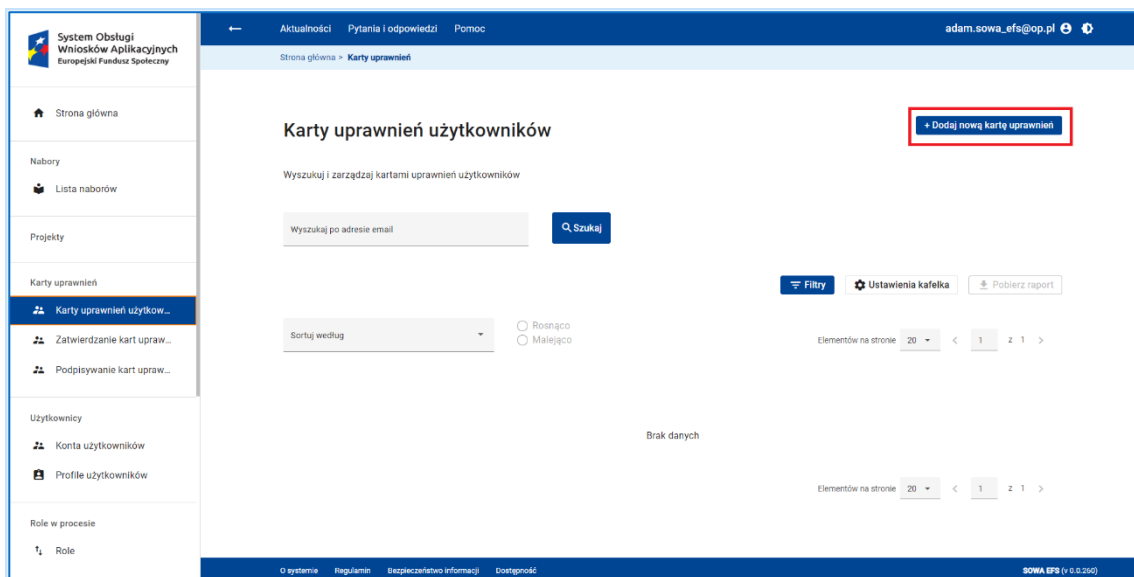 System Obsługi
Wniosków Aplikacyjnych
Europejski Fundusz Społeczny
Aktualności Pytania i odpowiedzi Pomoc adam.sowa_efs@op.pl
Strona główna > Karty uprawnień
Strona główna
Nabory
Lista naborów
Projekty
Karty uprawnień
Karty uprawnień użytkow...
Zatwierdzanie kart upraw...
Podpisywanie kart upraw...
Użytkownicy
Konta użytkowników
Profile użytkowników
Role w procesie
Role
Karty uprawnień użytkowników
+ Dodaj nową kartę uprawnień
Wyszukuj i zarządzaj kartami uprawnień użytkowników
Wyszukaj po adresie email Szukaj
Filtry Ustawienia kafelka Pobierz raport
Sortuj według
Rosnąco
Malejąco
Elementów na stronie 20 < 1 z 1 >
Brak danych
Elementów na stronie 20 < 1 z 1 >
O systemie Regulamin Bezpieczeństwo informacji Dostępność SOWA EFS (v 0.0.260)